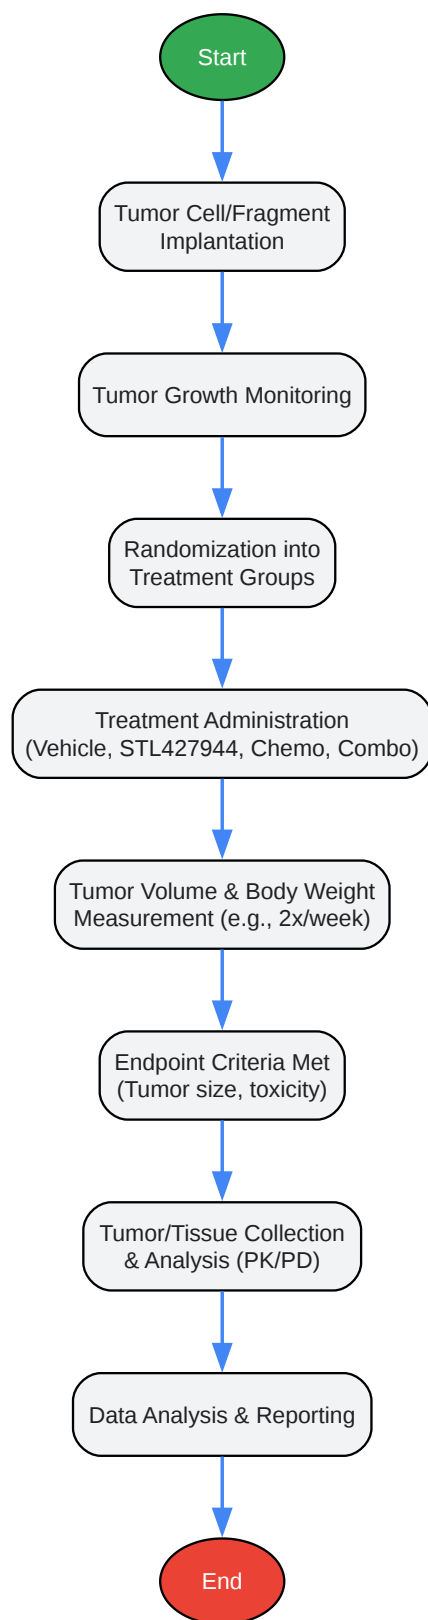 Start
Tumor Cell/Fragment
Implantation
Tumor Growth Monitoring
Randomization into
Treatment Groups
Treatment Administration
(Vehicle, STL427944, Chemo, Combo)
Tumor Volume & Body Weight
Measurement (e.g., 2x/week)
Endpoint Criteria Met
(Tumor size, toxicity)
Tumor/Tissue Collection
& Analysis (PK/PD)
Data Analysis & Reporting
End